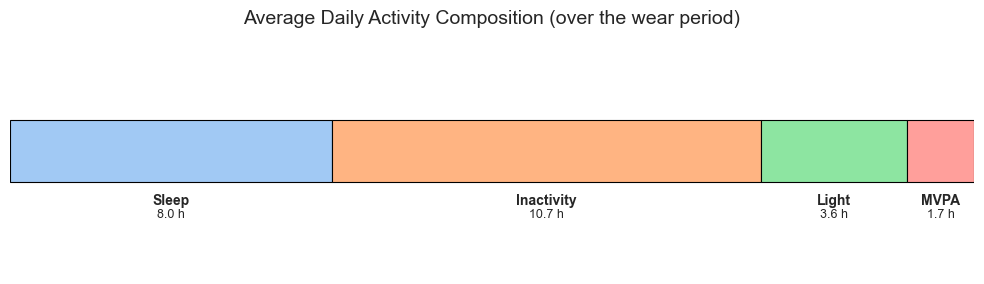 Average Daily Activity Composition (over the wear period)
Sleep
8.0 h
Inactivity
10.7 h
Light
3.6 h
MVPA
1.7 h